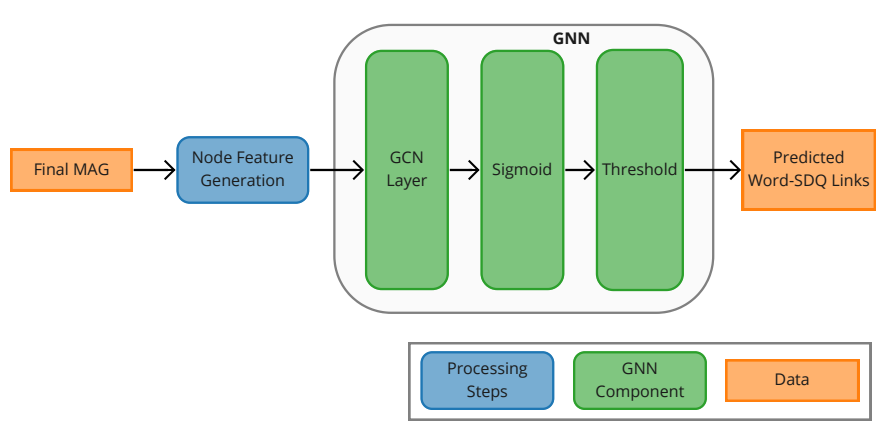 GNN
Final MAG
Node Feature
Generation
GCN
Layer
Sigmoid
Threshold
Predicted
Word-SDQ Links
Processing
Steps
GNN
Component
Data